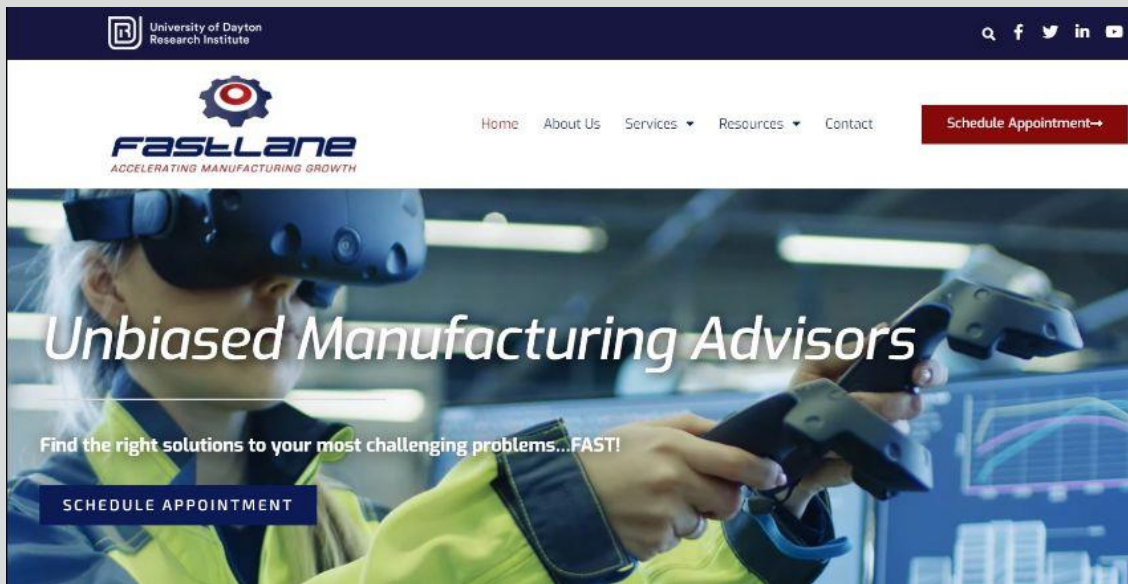 University of Dayton
Research Institute
FASTLANE
ACCELERATING MANUFACTURING GROWTH
Home About Us Services Resources Contact
Schedule Appointment→
Unbiased Manufacturing Advisors
Find the right solutions to your most challenging problems...FAST!
SCHEDULE APPOINTMENT